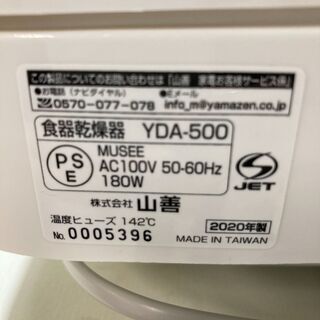 この製品についてのお問い合わせは「山善 家電お客様サービス係」
●お電話(ナビダイヤル) ●Eメール
0570-077-078 info_m@yamazen.co.jp
食器乾燥器 YDA-500
PS
E
MUSEE
AC100V 50-60Hz
180W
S
JET
株式会社 山善
温度ヒューズ 142℃
No. 0005396
2020年製
MADE IN TAIWAN